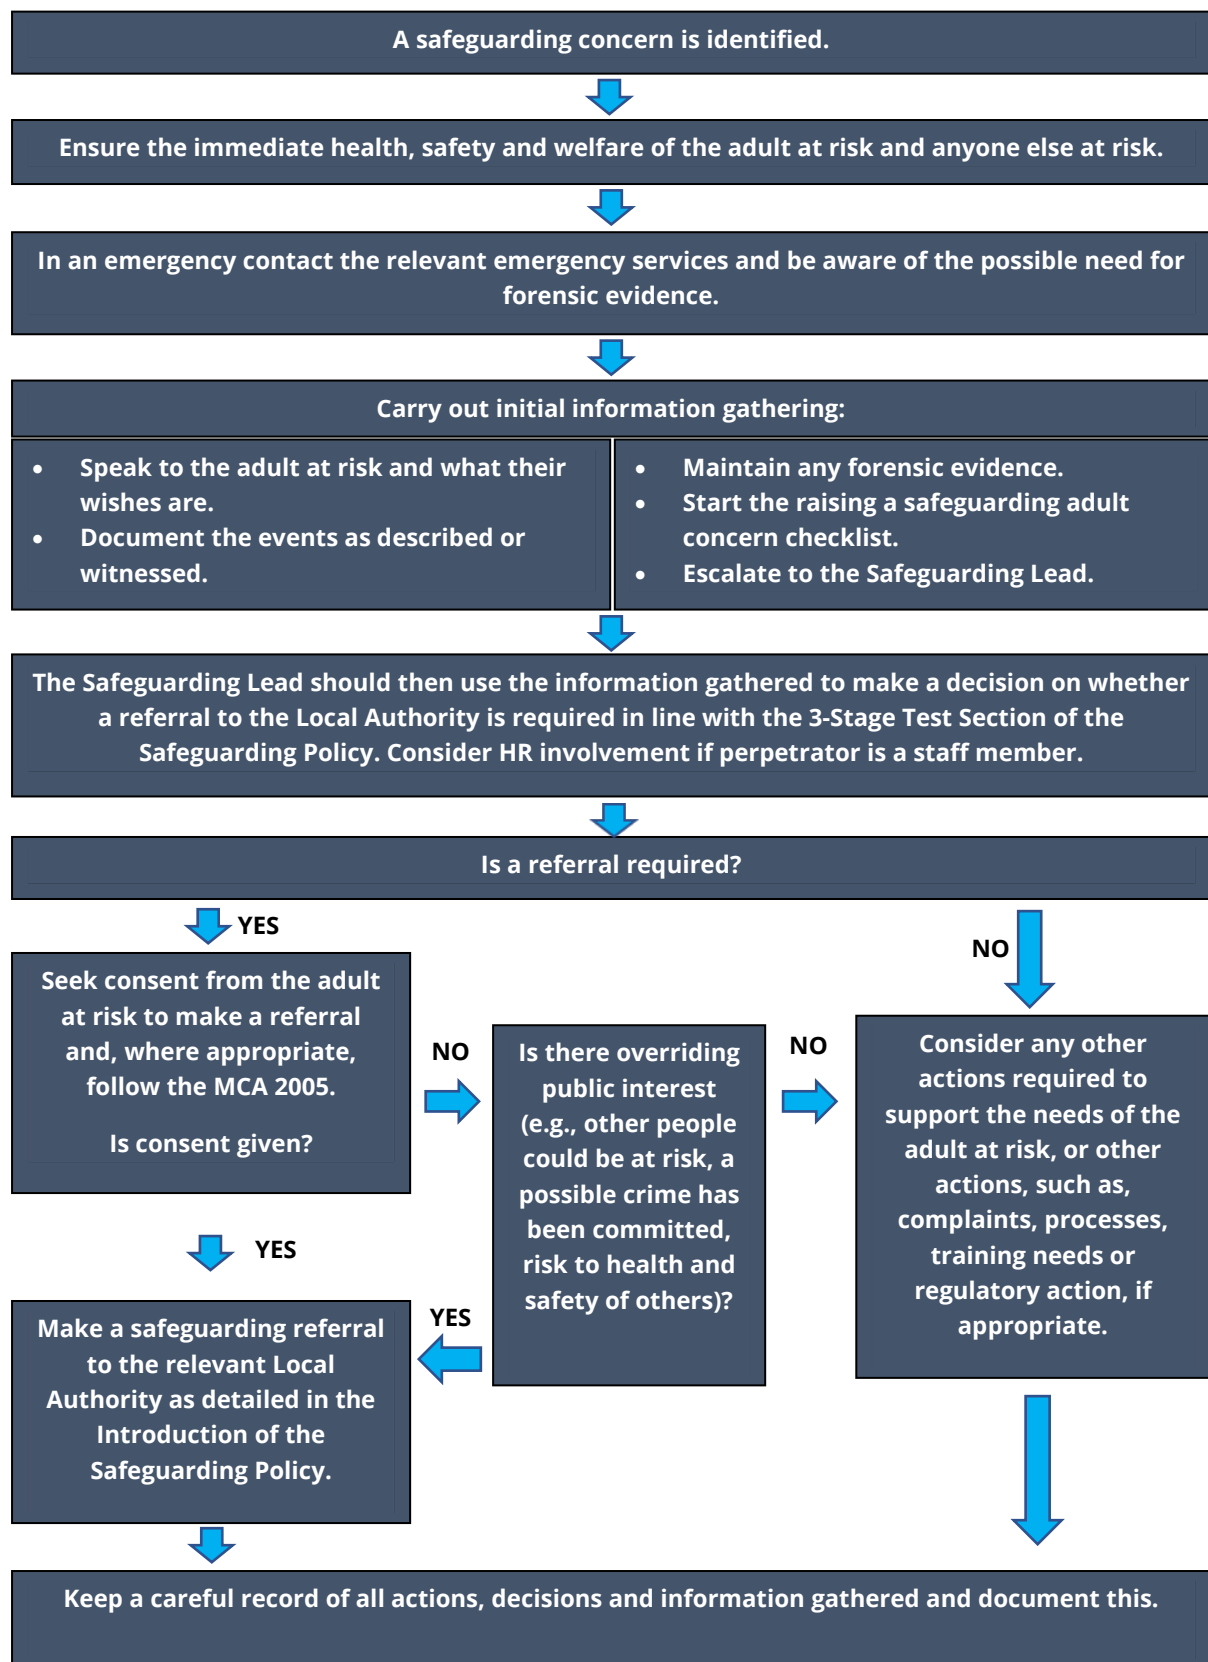 A safeguarding concern is identified.
Ensure the immediate health, safety and welfare of the adult at risk and anyone else at risk.
In an emergency contact the relevant emergency services and be aware of the possible need for
forensic evidence.
Carry out initial information gathering:
• Speak to the adult at risk and what their
wishes are.
• Document the events as described or
witnessed.
• Maintain any forensic evidence.
• Start the raising a safeguarding adult
concern checklist.
• Escalate to the Safeguarding Lead.
The Safeguarding Lead should then use the information gathered to make a decision on whether
a referral to the Local Authority is required in line with the 3-Stage Test Section of the
Safeguarding Policy. Consider HR involvement if perpetrator is a staff member.
Is a referral required?
YES
NO
Seek consent from the adult
at risk to make a referral
and, where appropriate,
follow the MCA 2005.
Is consent given?
NO
Is there overriding
public interest
(e.g., other people
could be at risk, a
possible crime has
been committed,
risk to health and
safety of others)?
NO
Consider any other
actions required to
support the needs of the
adult at risk, or other
actions, such as,
complaints, processes,
training needs or
regulatory action, if
appropriate.
YES
YES
Make a safeguarding referral
to the relevant Local
Authority as detailed in the
Introduction of the
Safeguarding Policy.
Keep a careful record of all actions, decisions and information gathered and document this.